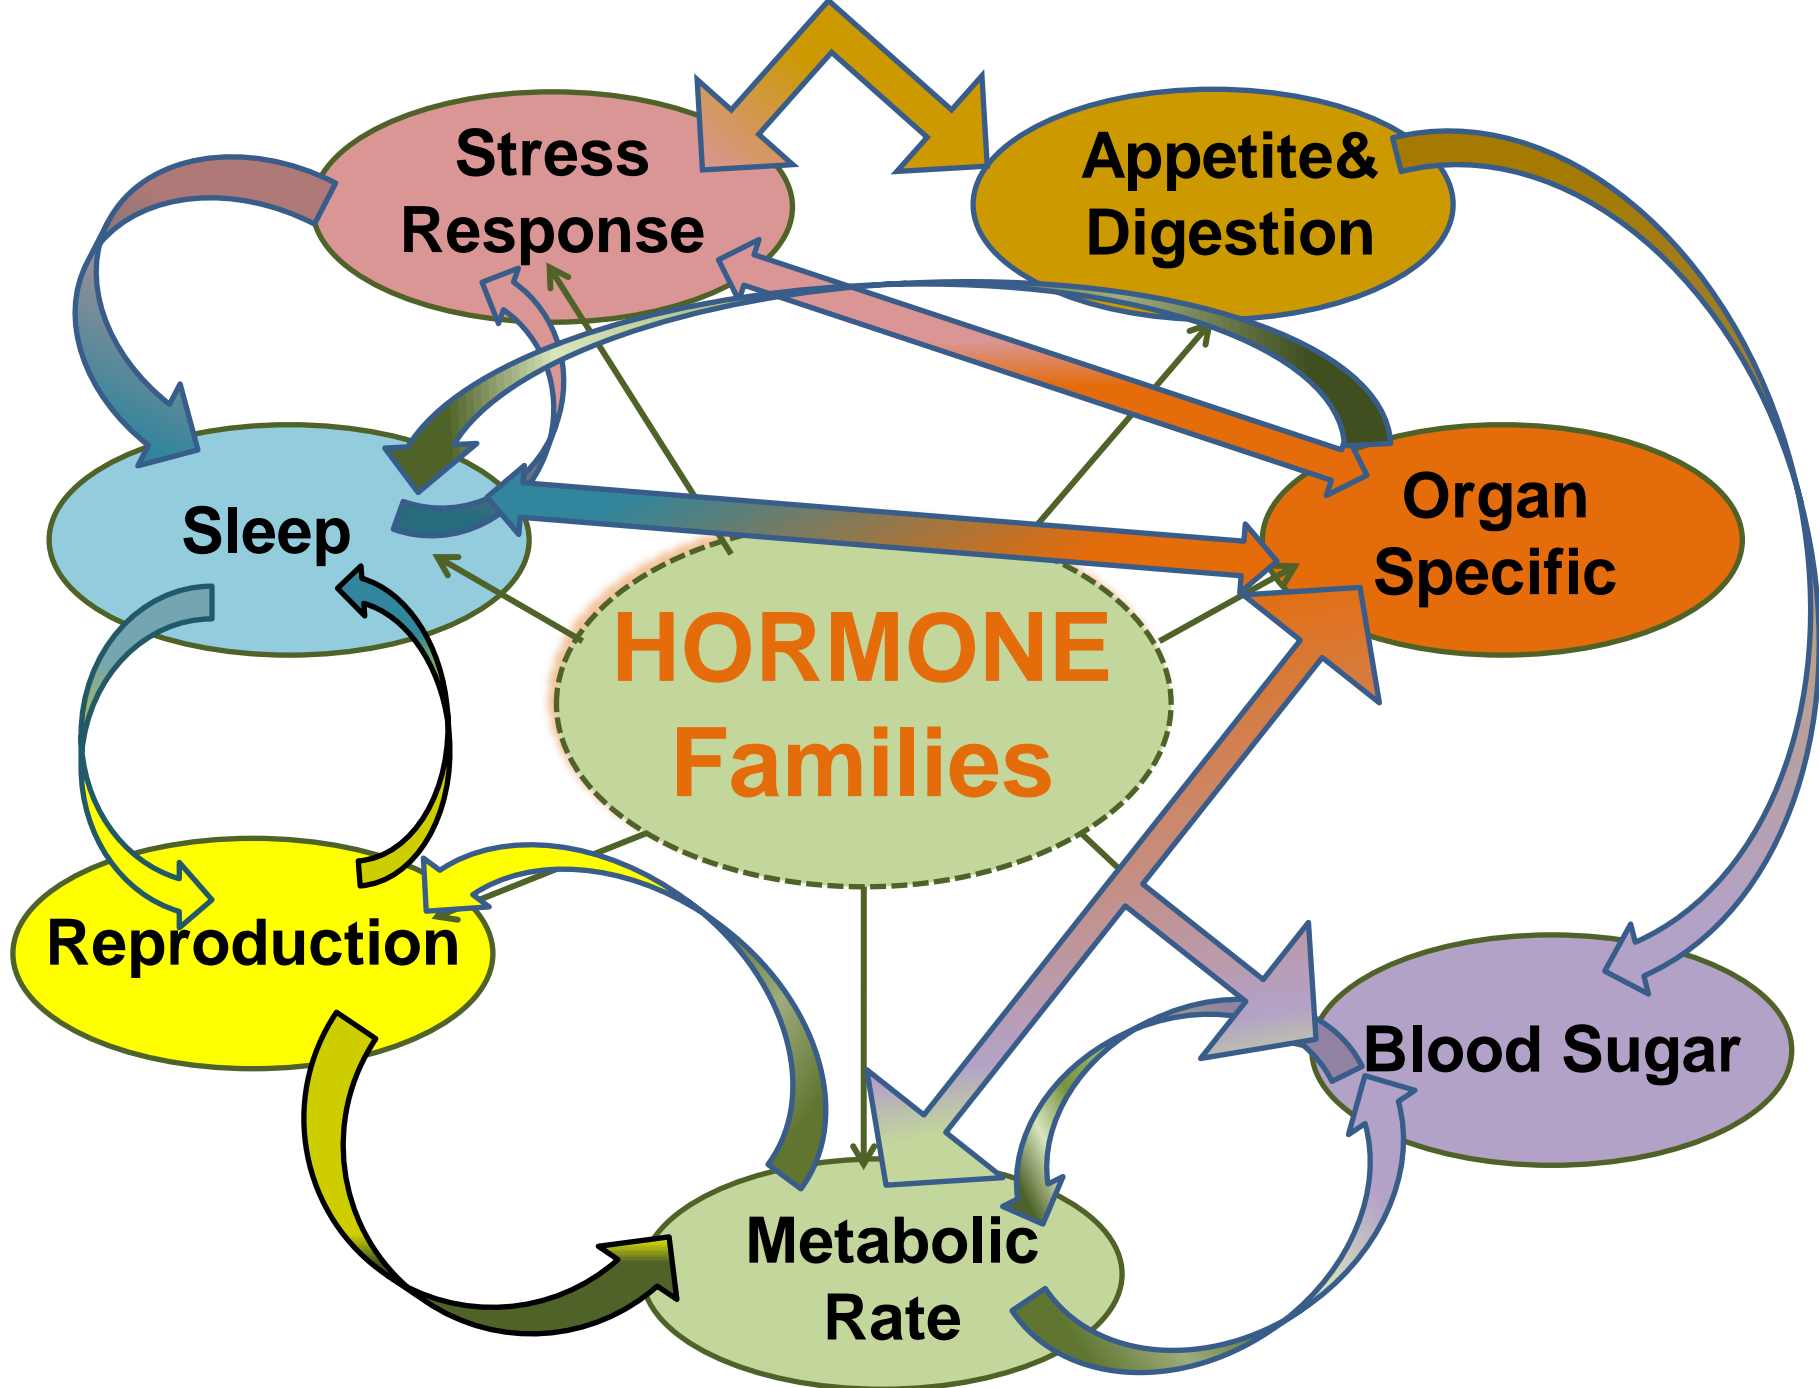 Stress
Response
Appetite&
Digestion
Sleep
Organ
Specific
HORMONE
Families
Reproduction
Blood Sugar
Metabolic
Rate